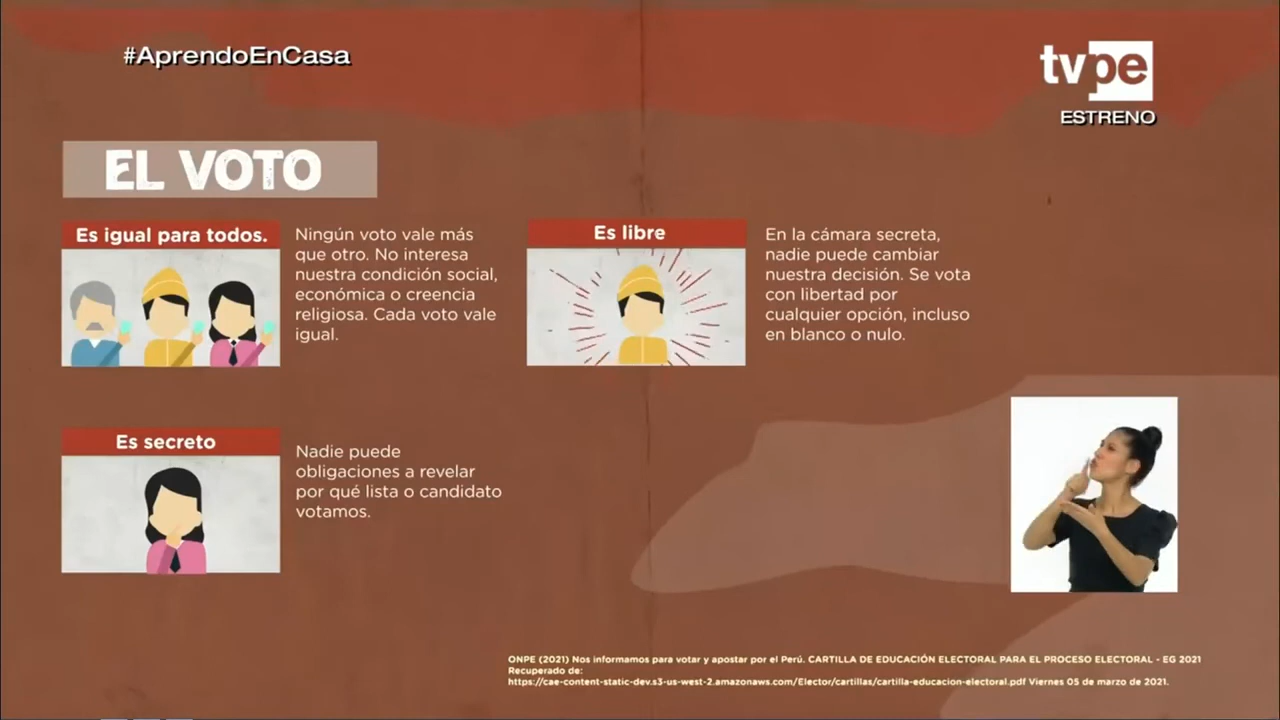 #AprendoEnCasa
tvpe
ESTRENO
EL VOTO
Es igual para todos.
Ningún voto vale más
que otro. No interesa
nuestra condición social,
económica o creencia
religiosa. Cada voto vale
igual.
Es libre
En la cámara secreta,
nadie puede cambiar
nuestra decisión. Se vota
con libertad por
cualquier opción, incluso
en blanco o nulo.
Es secreto
Nadie puede
obligaciones a revelar
por qué lista o candidato
votamos.
ONPE (2021) Nos informamos para votar y apostar por el Perú. CARTILLA DE EDUCACIÓN ELECTORAL PARA EL PROCESO ELECTORAL - EG 2021
Recuperado de:
https://cae-content-static-dev.s3-us-west-2.amazonaws.com/Elector/cartillas/cartilla-educacion-electoral.pdf Viernes 05 de marzo de 2021.